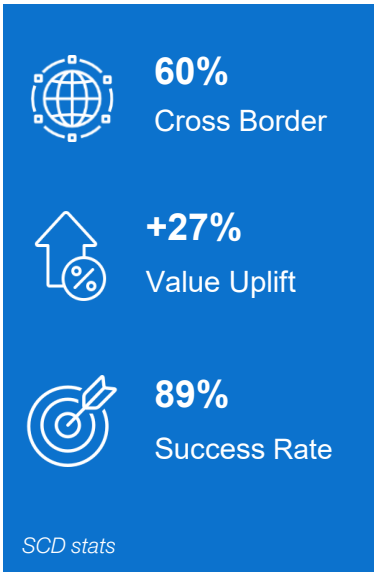 60%
Cross Border
+27%
Value Uplift
%
89%
Success Rate
SCD stats